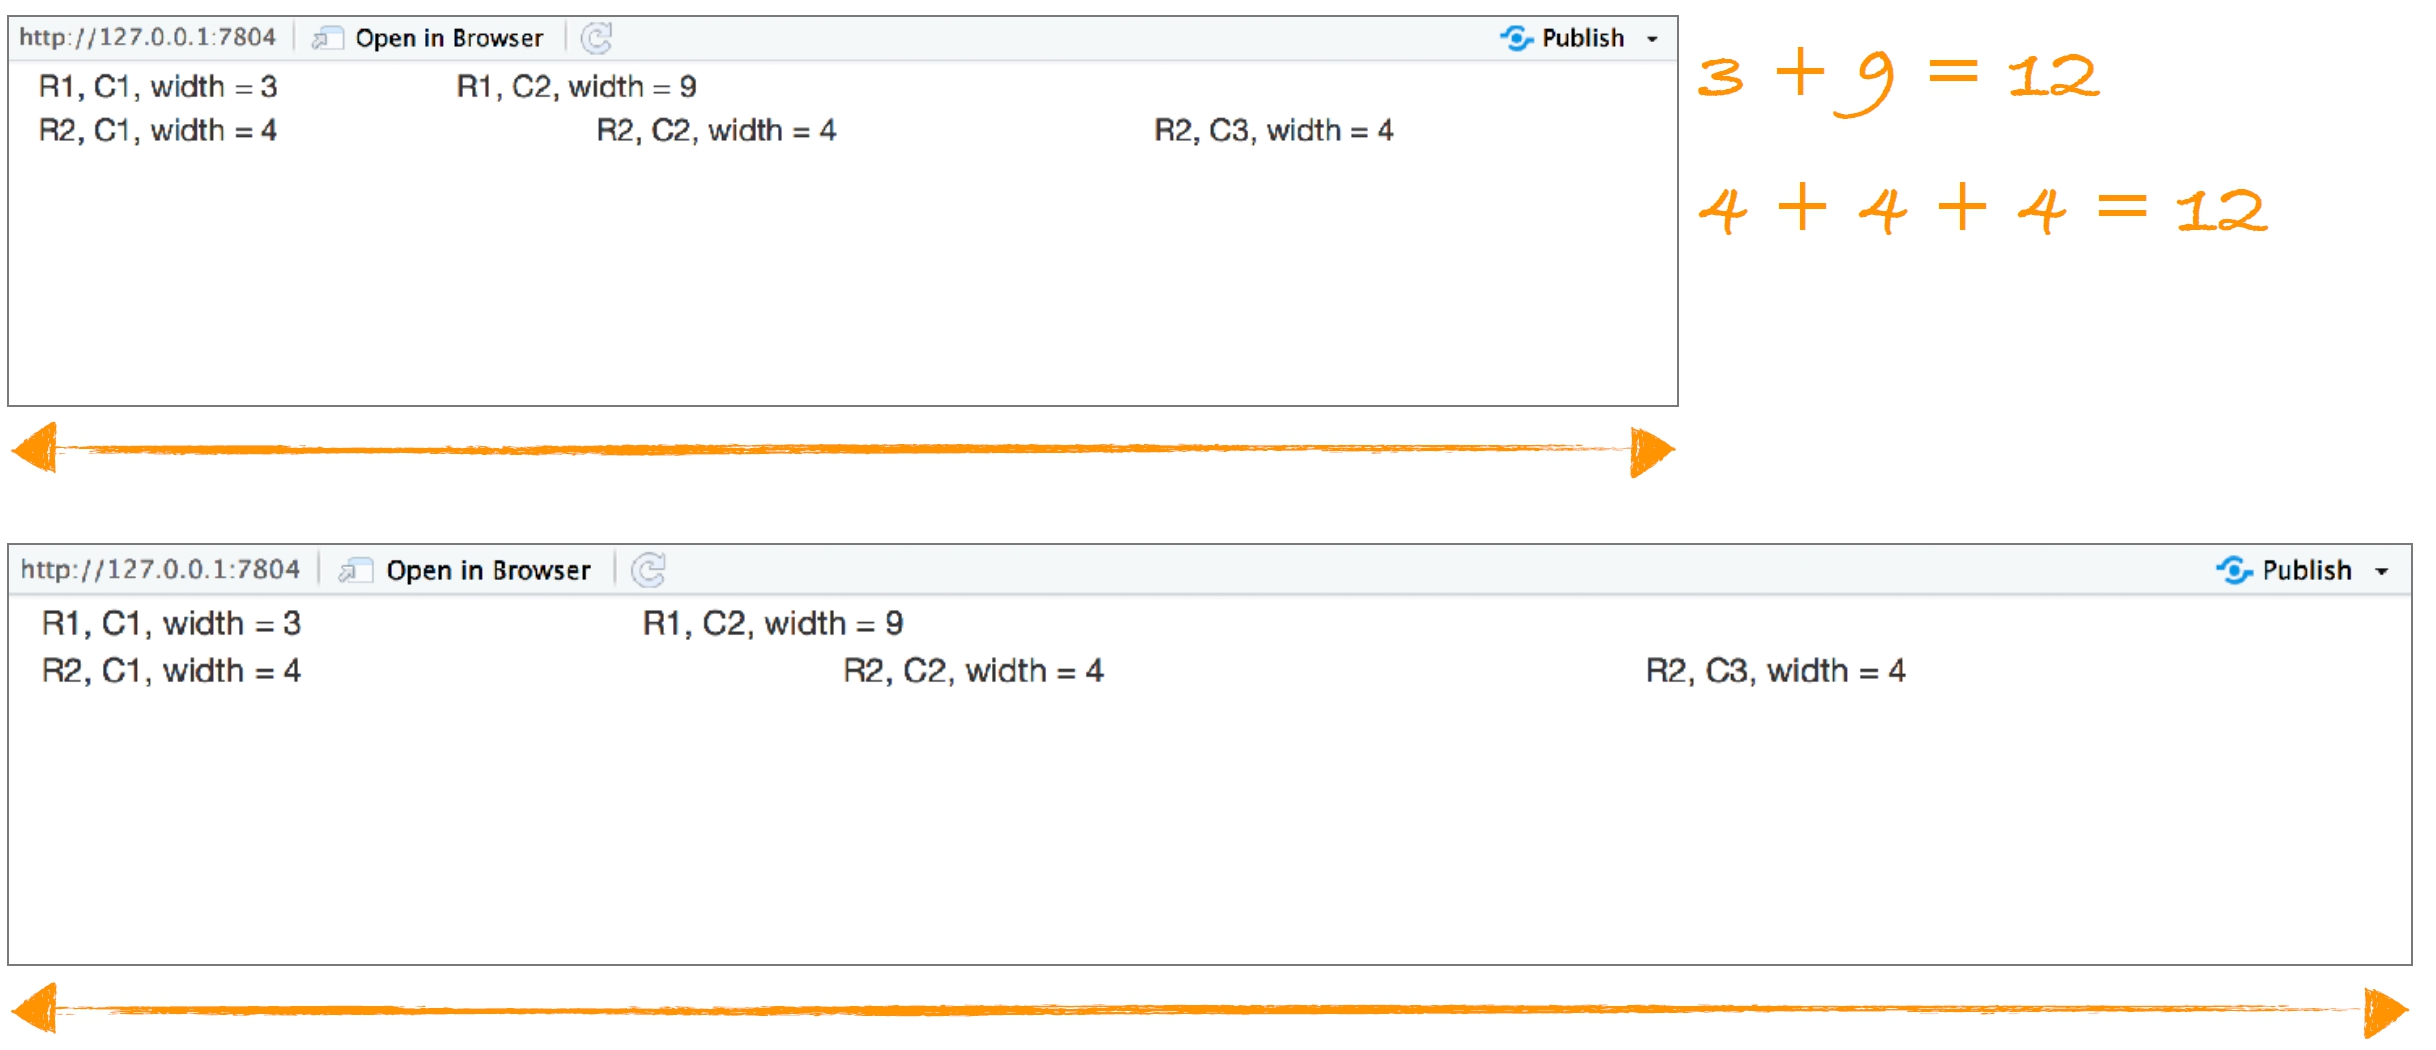 http://127.0.0.1:7804 Open in Browser Publish
R1, C1, width = 3 R1, C2, width = 9
R2, C1, width = 4 R2, C2, width = 4 R2, C3, width = 4
3 + 9 = 12
4 + 4 + 4 = 12
http://127.0.0.1:7804 Open in Browser Publish
R1, C1, width = 3 R1, C2, width = 9
R2, C1, width = 4 R2, C2, width = 4 R2, C3, width = 4